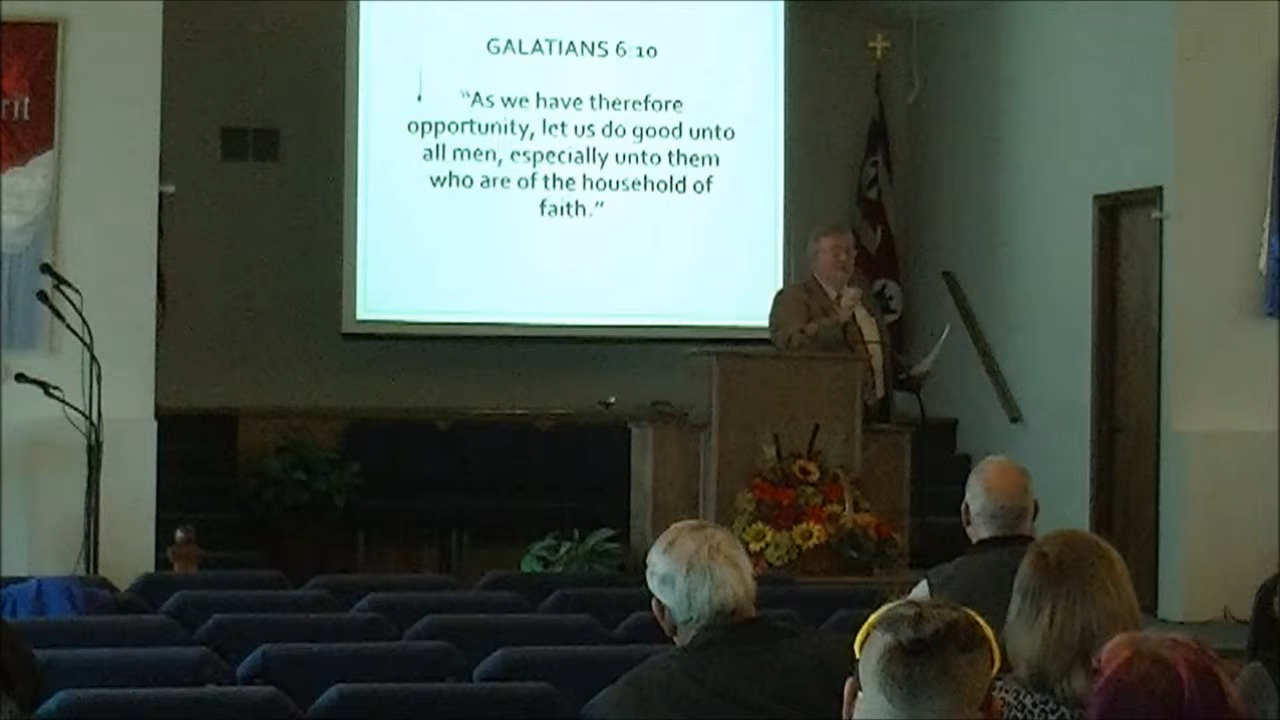 GALATIANS 6:10
“As we have therefore
opportunity, let us do good unto
all men, especially unto them
who are of the household of
faith.”
rit